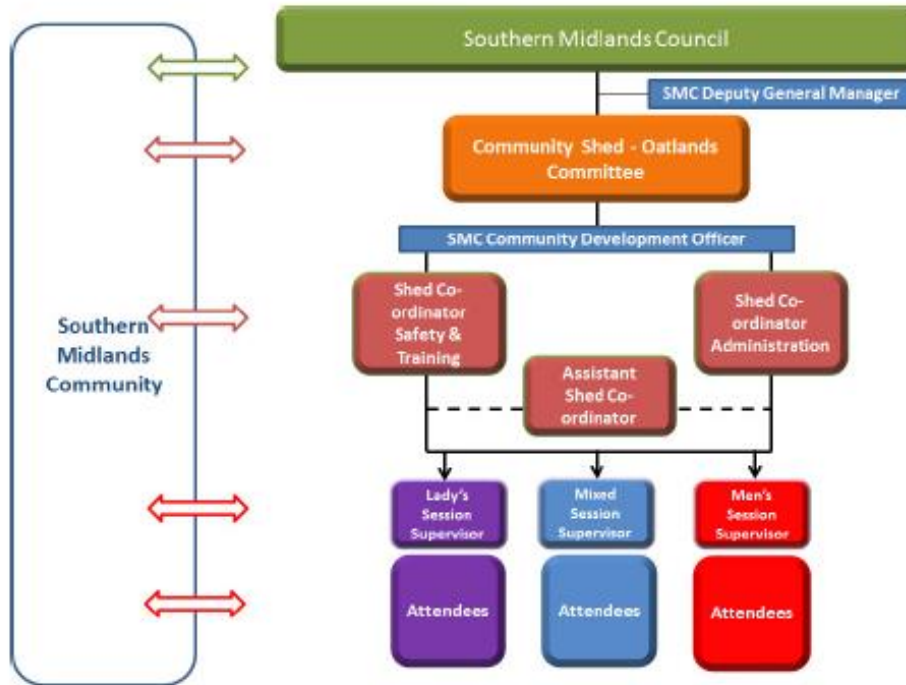 Southern Midlands Council
SMC Deputy General Manager
Community Shed - Oatlands
Committee
SMC Community Development Officer
Shed Co-
ordinator
Safety &
Training
Shed Co-
ordinator
Administration
Assistant
Shed Co-
ordinator
Southern
Midlands
Community
Lady's
Session
Supervisor
Mixed
Session
Supervisor
Men's
Session
Supervisor
Attendees
Attendees
Attendees